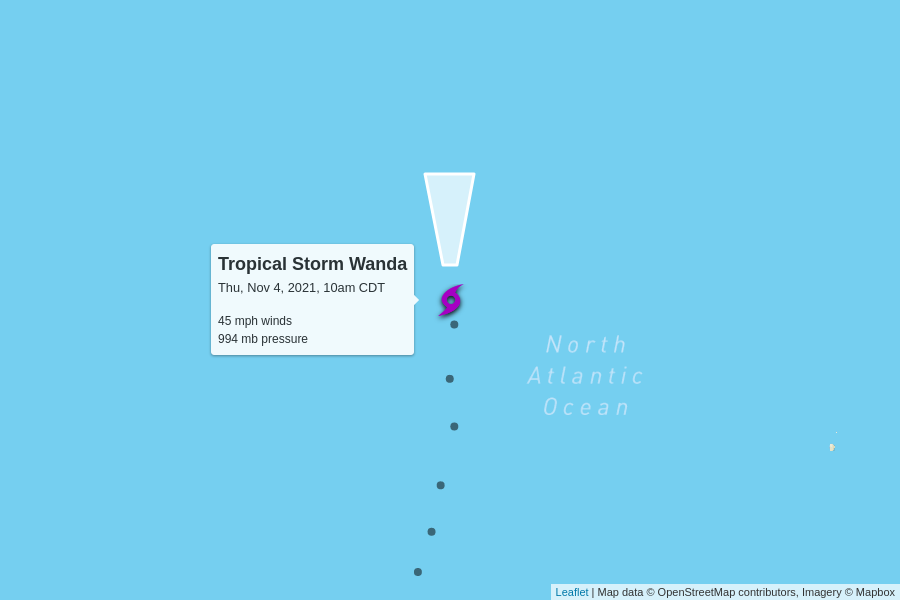 Tropical Storm Wanda
Thu, Nov 4, 2021, 10am CDT
45 mph winds
994 mb pressure
North
Atlantic
Ocean
Leaflet | Map data © OpenStreetMap contributors, Imagery © Mapbox